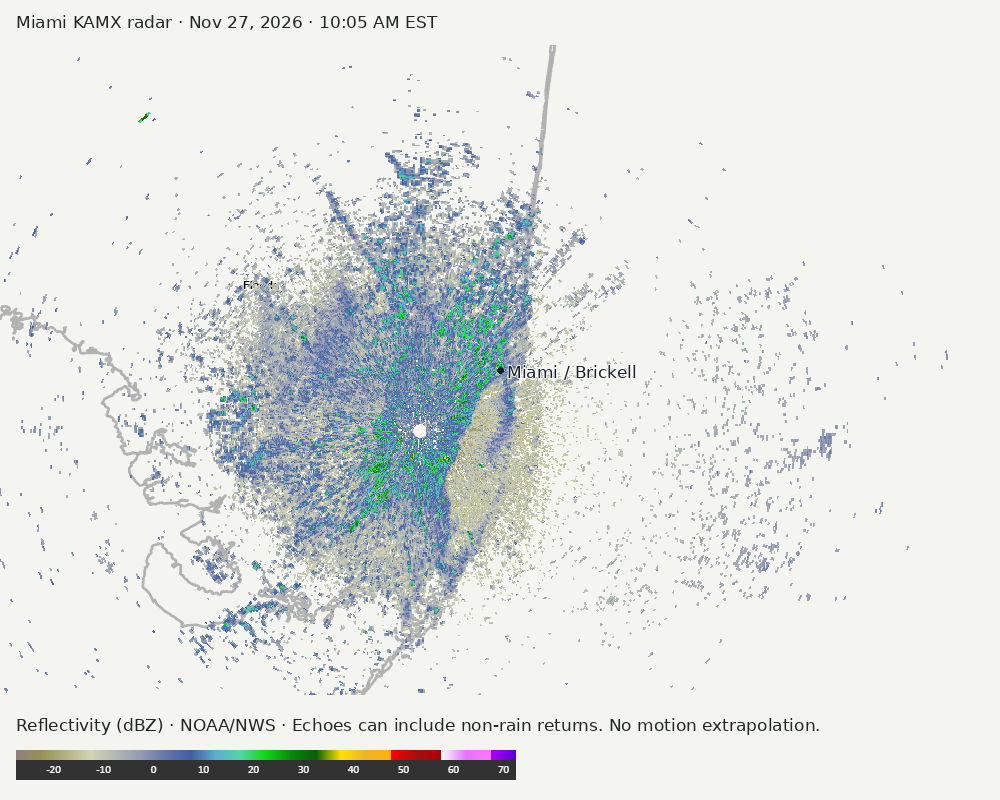 Miami KAMX radar · Nov 27, 2026 · 10:05 AM EST
Miami / Brickell
Reflectivity (dBZ) · NOAA/NWS · Echoes can include non-rain returns. No motion extrapolation.
-20 -10 0 10 20 30 40 50 60 70